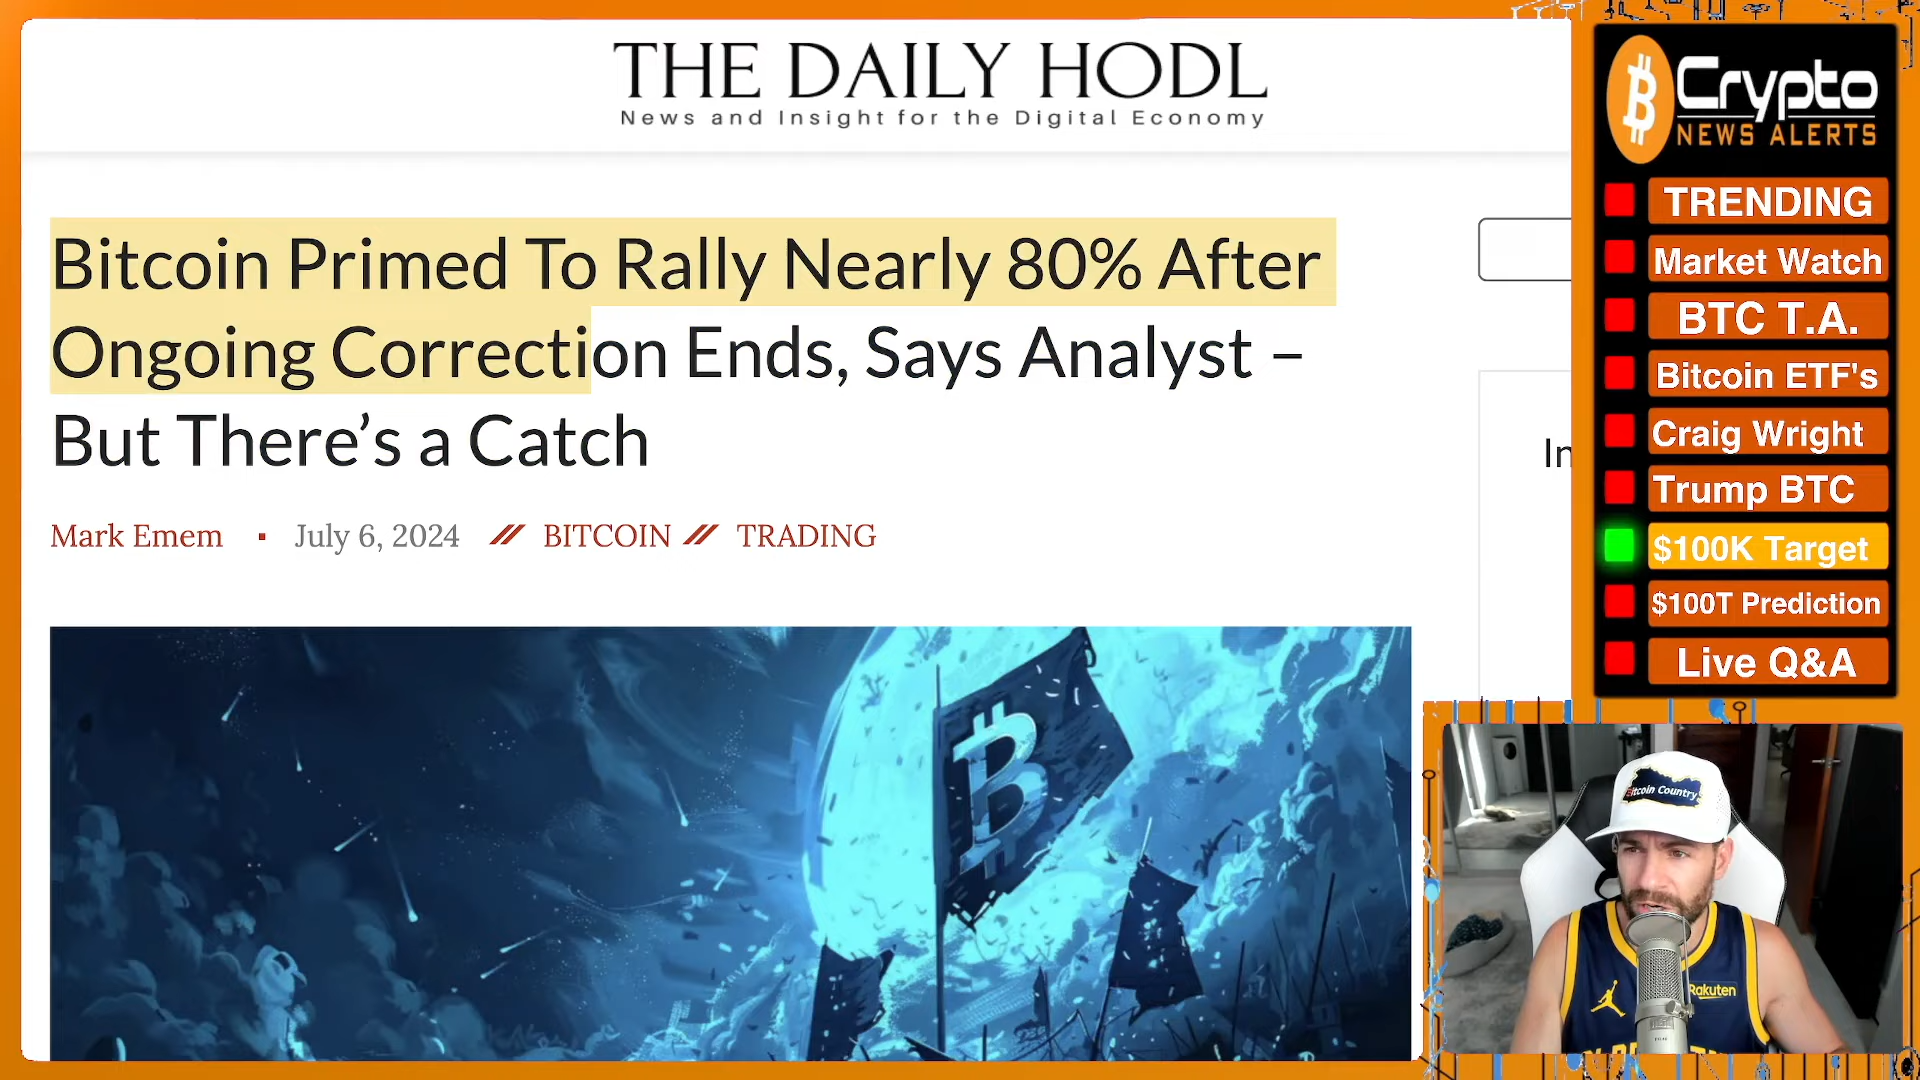 THE DAILY HODL
News and Insight for the Digital Economy
Bitcoin Primed To Rally Nearly 80% After
Ongoing Correction Ends, Says Analyst –
But There’s a Catch
Mark Emem ▪ July 6, 2024 // BITCOIN // TRADING
In
Crypto
NEWS ALERTS
TRENDING
Market Watch
BTC T.A.
Bitcoin ETF's
Craig Wright
Trump BTC
$100K Target
$100T Prediction
Live Q&A
Bitcoin Country
Rakuten